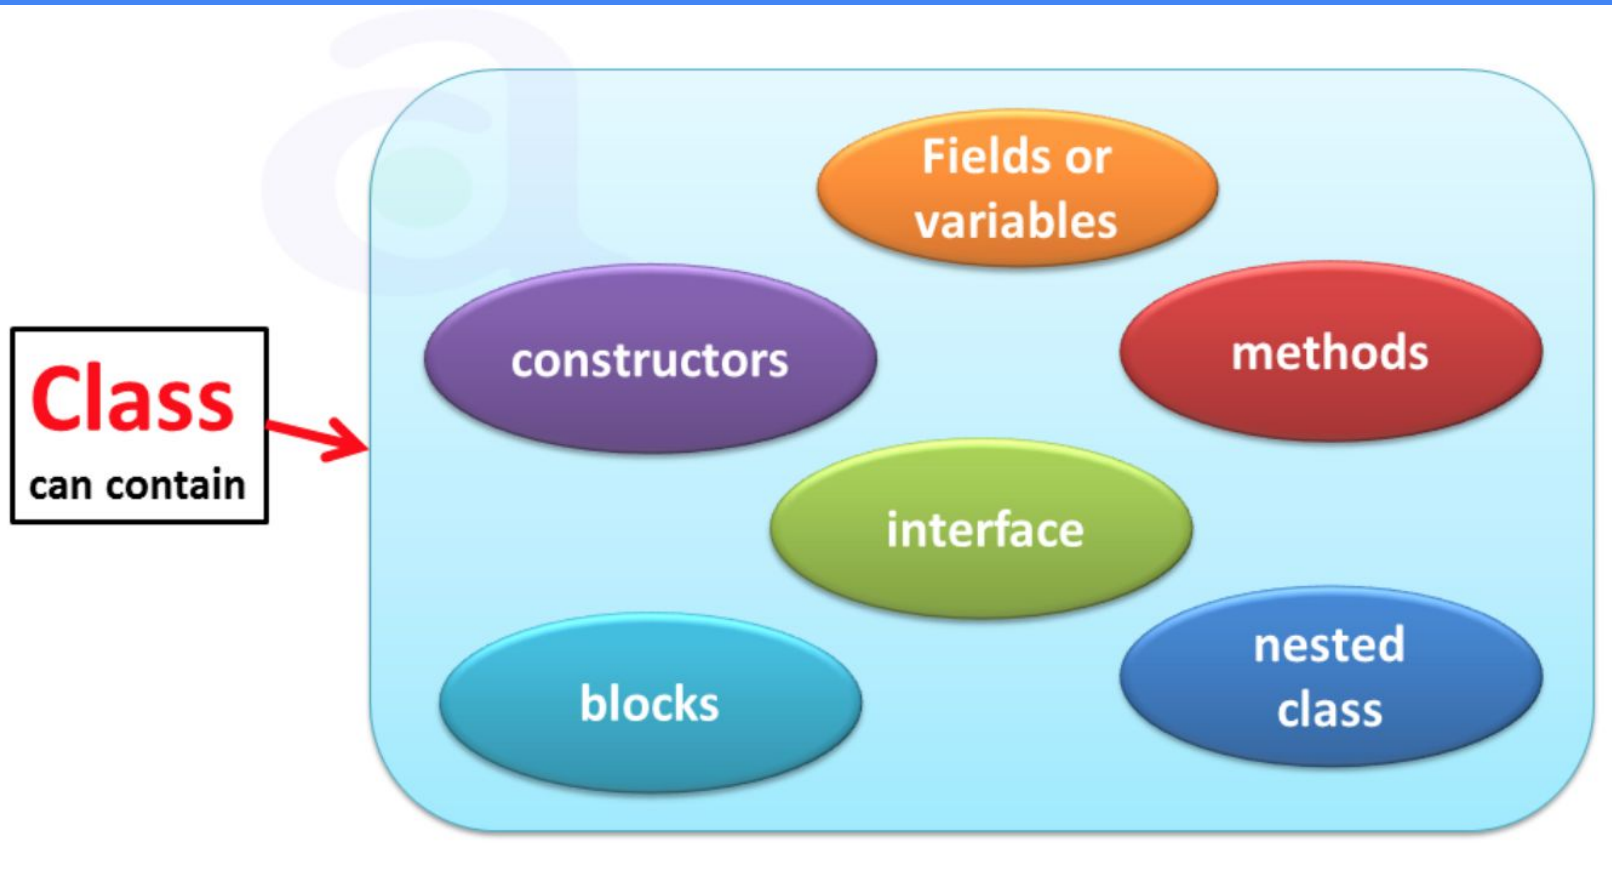 Class
can contain
Fields or
variables
constructors
methods
interface
blocks
nested
class